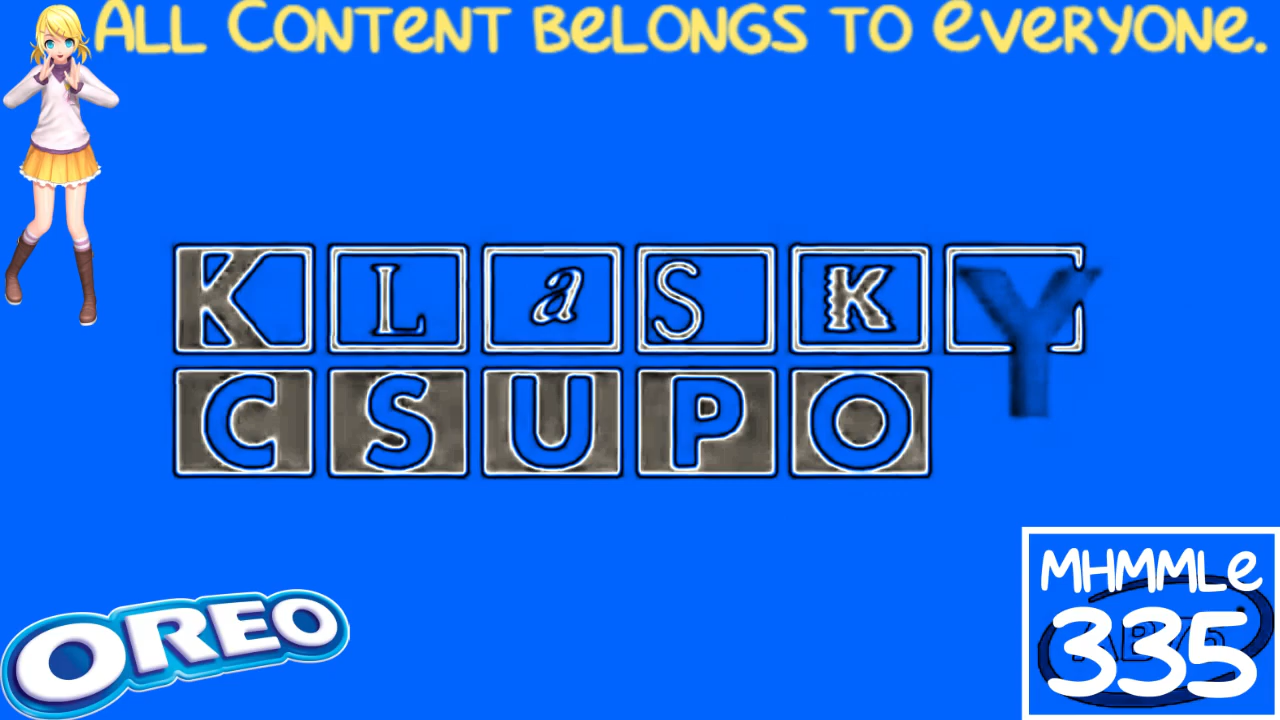 ALL CONTENT BELONGS TO EVERYONE.
KLaSKY
CSUPO
OREO
MHMMLe
335